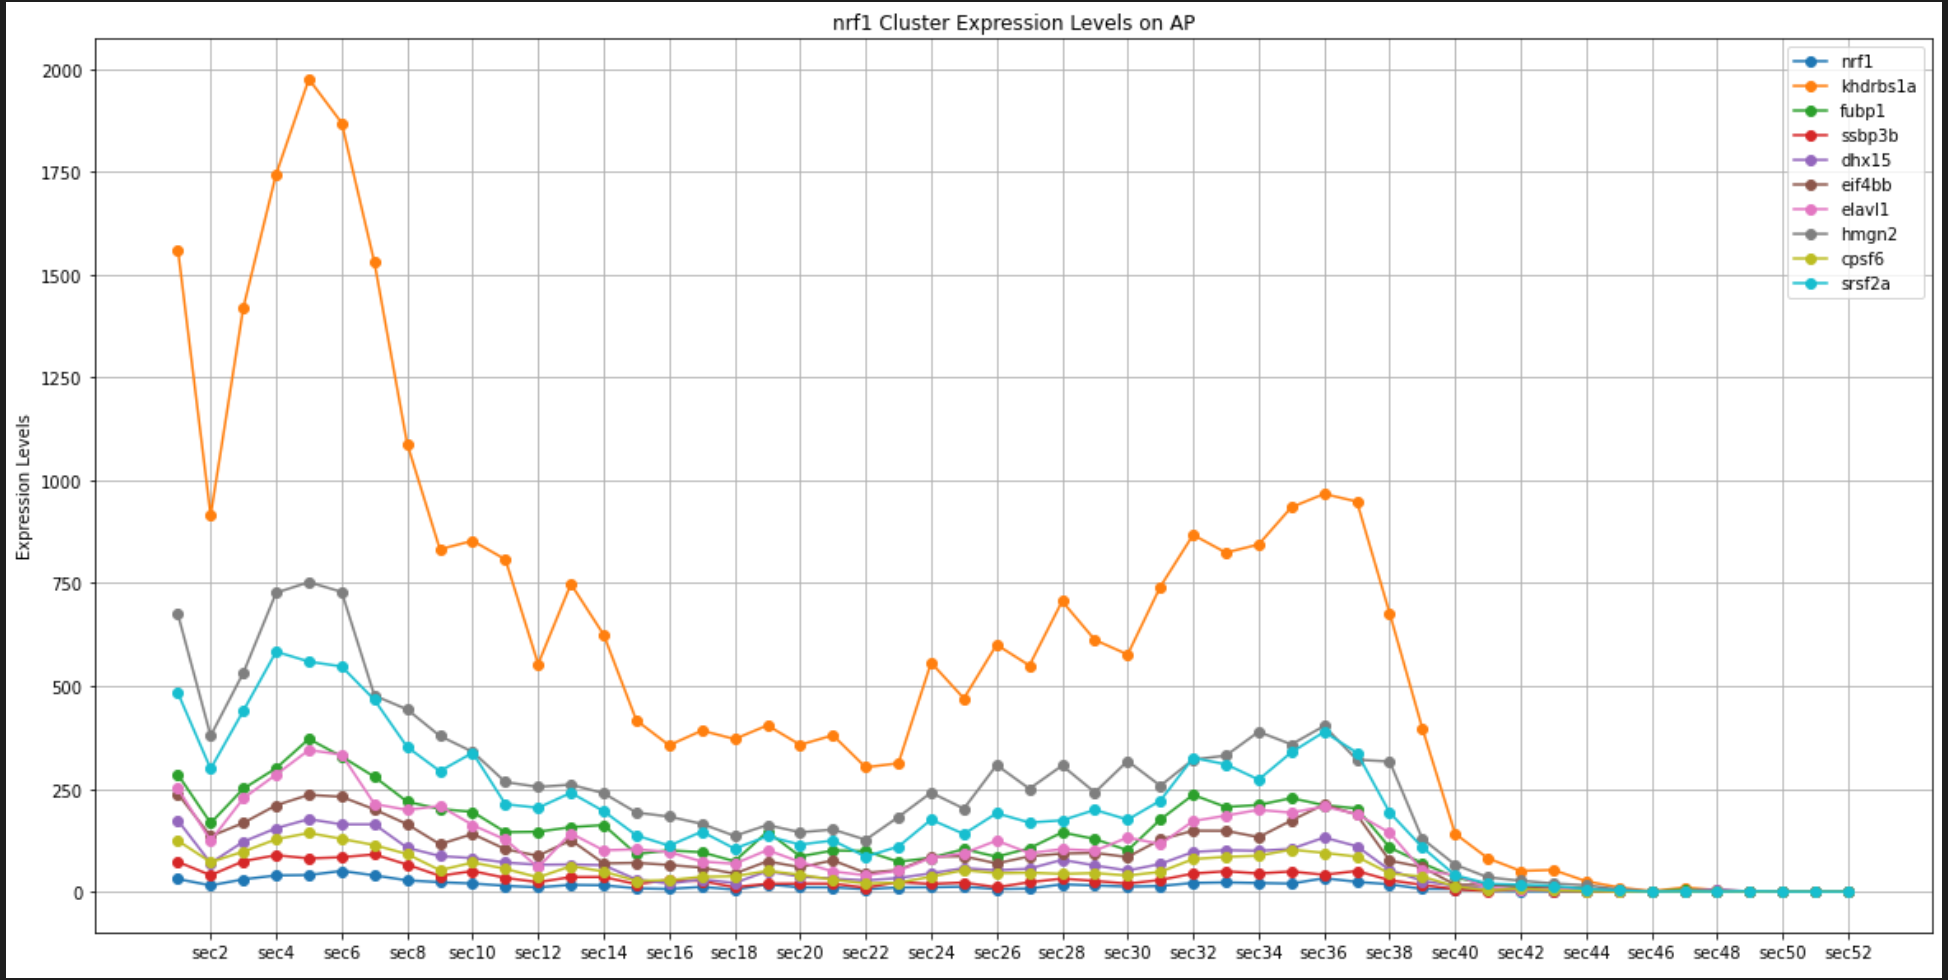 nrf1 Cluster Expression Levels on AP
Expression Levels
2000
1750
1500
1250
1000
750
500
250
0
nrf1
khdrbs1a
fubp1
ssbp3b
dhx15
eif4bb
elavl1
hmgn2
cpsf6
srsf2a
sec2 sec4 sec6 sec8 sec10 sec12 sec14 sec16 sec18 sec20 sec22 sec24 sec26 sec28 sec30 sec32 sec34 sec36 sec38 sec40 sec42 sec44 sec46 sec48 sec50 sec52